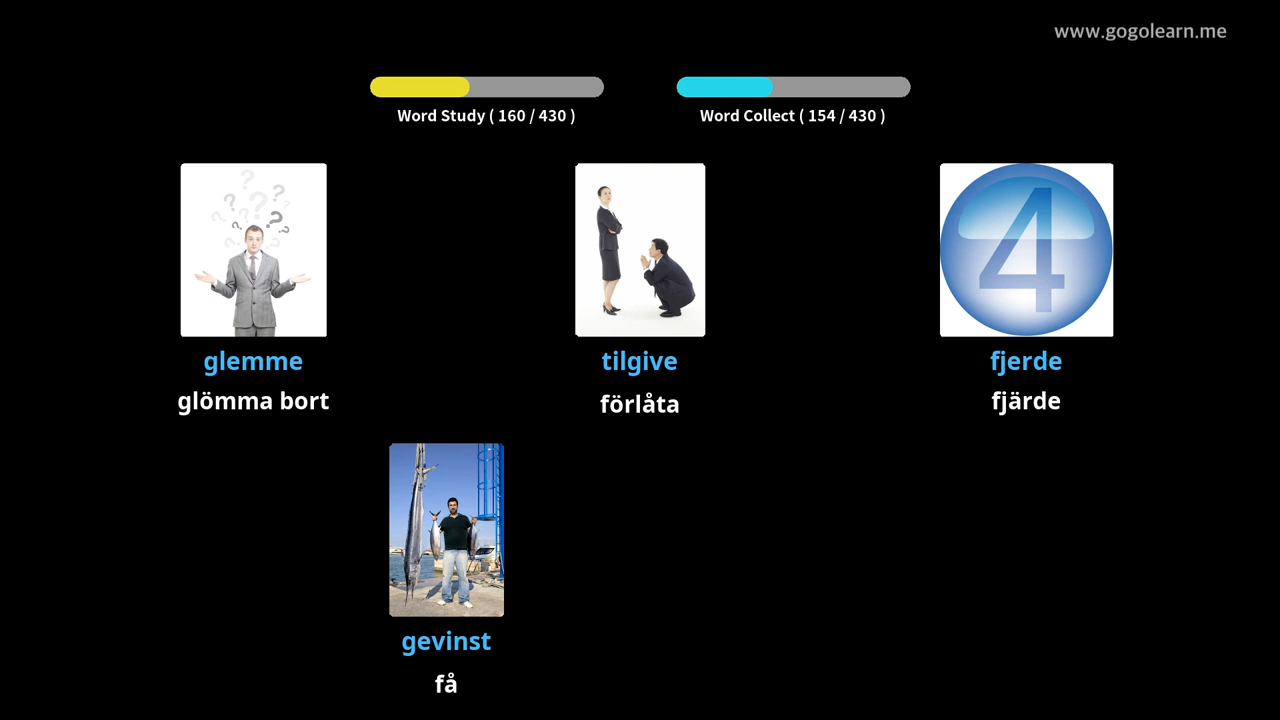 www.gogolearn.me
Word Study ( 160 / 430 )
Word Collect ( 154 / 430 )
? ? ? ? ? ? ? ? ? ? ?
4
glemme
tilgive
fjerde
glömma bort
förlåta
fjärde
gevinst
få